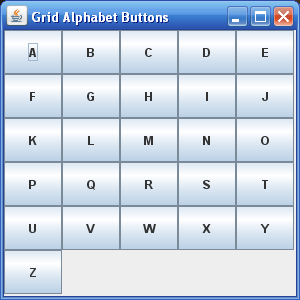 Grid Alphabet Buttons
A B C D E
F G H I J
K L M N O
P Q R S T
U V W X Y
Z